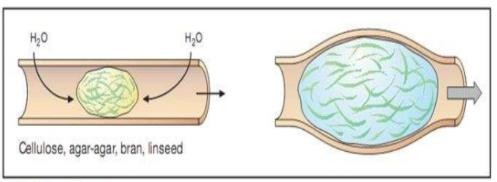 H₂O H₂O
Cellulose, agar-agar, bran, linseed